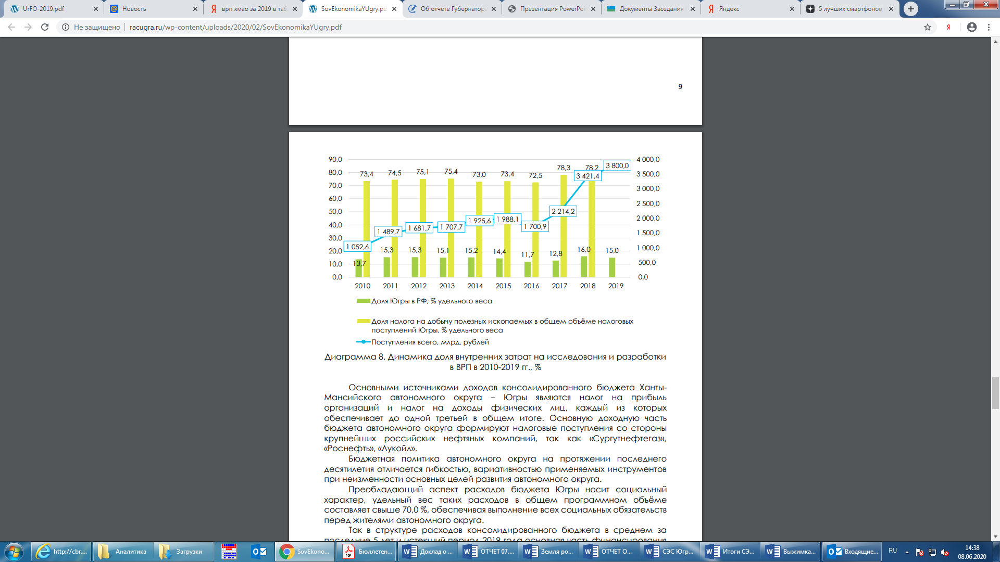 UrFO-2019.pdf
Новость
врп хмао за 2019 в таб
SovEkonomikaYUgry.pd
Об отчете Губернатора
Презентация PowerPoi
Документы Заседания
Яндекс
5 лучших смартфонов
Не защищено
racugra.ru/wp-content/uploads/2020/02/SovEkonomikaYUgry.pdf
9
90,0
80,0
70,0
60,0
50,0
40,0
30,0
20,0
10,0
0,0
4 000,0
3 500,0
3 000,0
2 500,0
2 000,0
1 500,0
1 000,0
500,0
0,0
73,4 74,5 75,1 75,4 73,0 73,4 72,5 78,3 78,2
1 052,6 1 489,7 1 681,7 1 707,7 1 925,6 1 988,1 1 700,9 2 214,2 3 421,4 3 800,0
13,7 15,3 15,3 15,1 15,2 14,4 11,7 12,8 16,0 15,0
2010 2011 2012 2013 2014 2015 2016 2017 2018 2019
Доля Югры в РФ, % удельного веса
Доля налога на добычу полезных ископаемых в общем объёме налоговых
поступлений Югры, % удельного веса
Поступления всего, млрд. рублей
Диаграмма 8. Динамика доля внутренних затрат на исследования и разработки
в ВРП в 2010-2019 гг., %
Основными источниками доходов консолидированного бюджета Ханты-
Мансийского автономного округа – Югры являются налог на прибыль
организаций и налог на доходы физических лиц, каждый из которых
обеспечивает до одной третьей в общем итоге. Основную доходную часть
бюджета автономного округа формируют налоговые поступления со стороны
крупнейших российских нефтяных компаний, так как «Сургутнефтегаз»,
«Роснефть», «Лукойл».
Бюджетная политика автономного округа на протяжении последнего
десятилетия отличается гибкостью, вариативностью применяемых инструментов
при неизменности основных целей развития автономного округа.
Преобладающий аспект расходов бюджета Югры носит социальный
характер, удельный вес таких расходов в общем программном объёме
составляет свыше 70,0 %, обеспечивая выполнение всех социальных обязательств
перед жителями автономного округа.
Так в структуре расходов консолидированного бюджета в среднем за
последние 5 лет и истекший период 2019 года основная часть финансирования
http://cbr....
Аналитика
Загрузки
SovEkono...
Бюллетен...
Доклад о ...
ОТЧЕТ 07....
Земля ро...
ОТЧЕТ О...
СЭС Югр...
Итоги СЭ...
Выжимка...
Входящие...
RU
14:38
08.06.2020